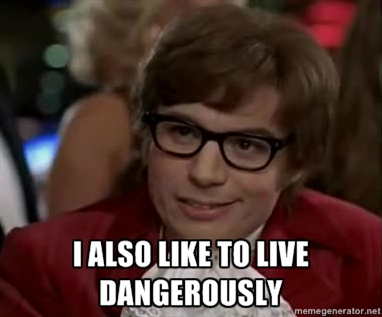 I ALSO LIKE TO LIVE
DANGEROUSLY
memegenerator.net